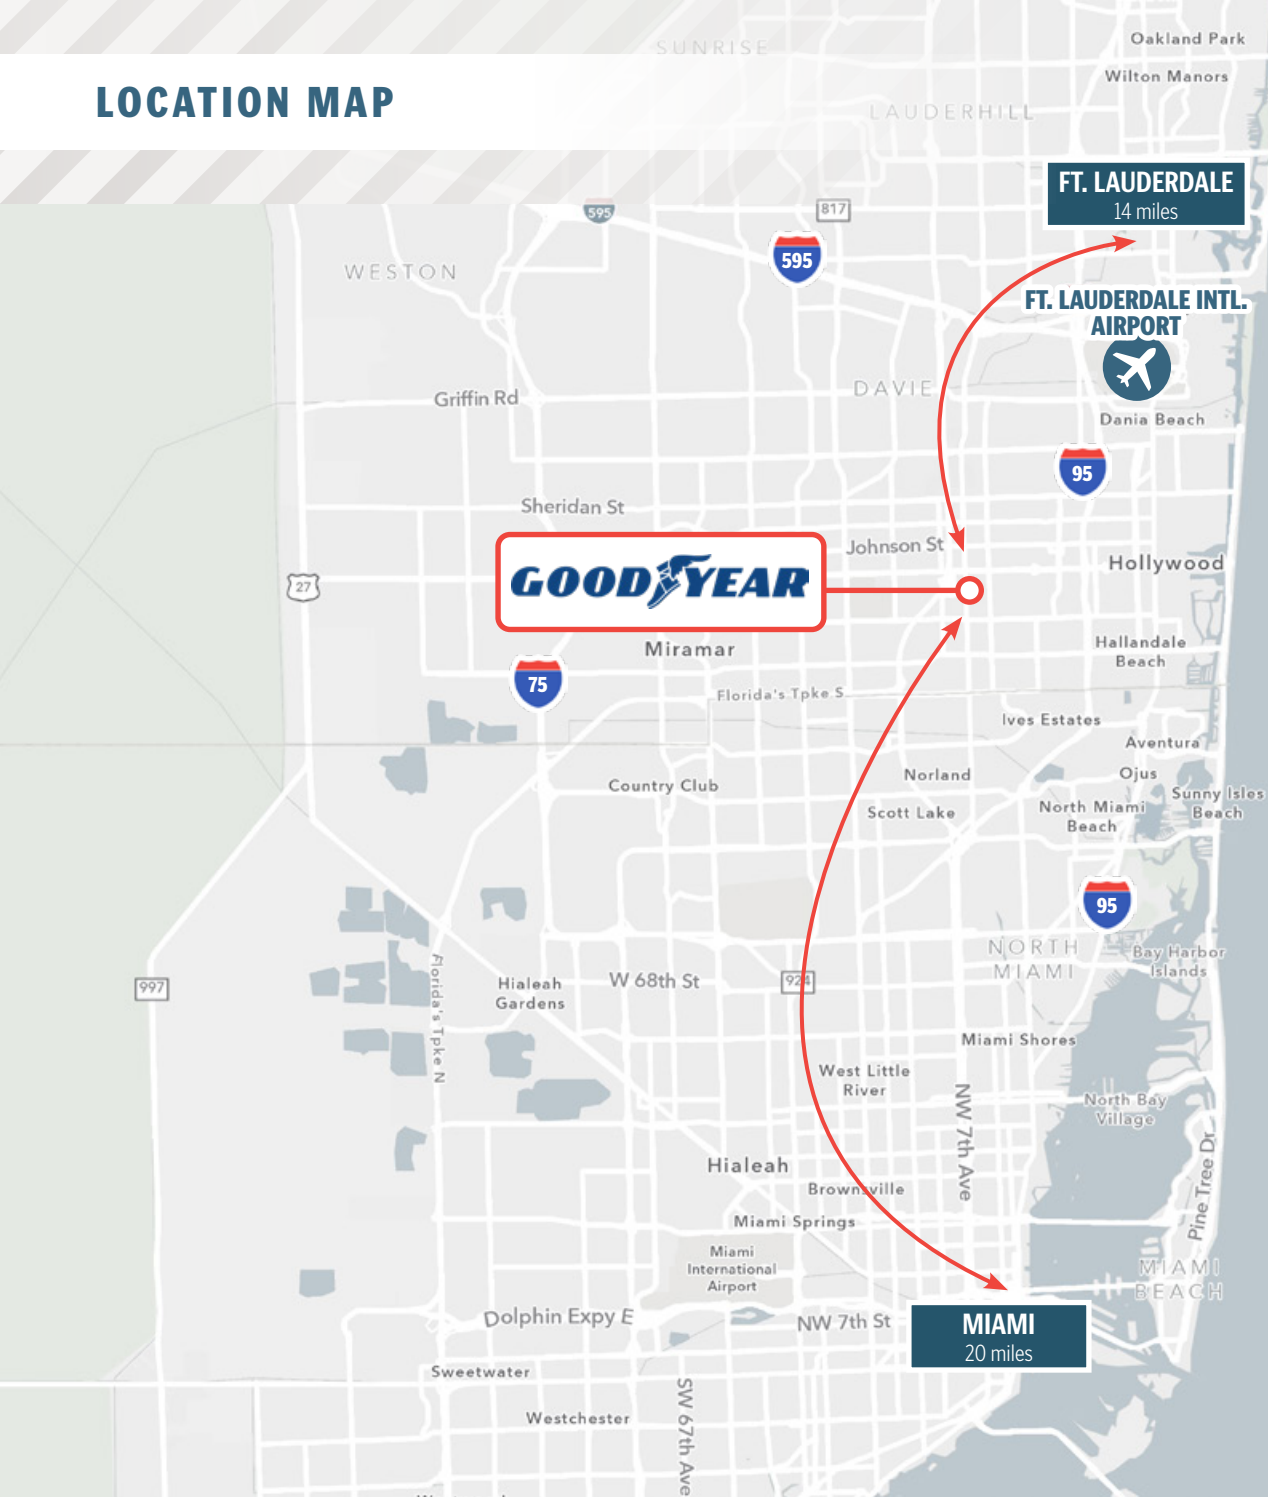 SUNRISE
Oakland Park
Wilton Manors
LOCATION MAP
LAUDERHILL
FT. LAUDERDALE
14 miles
595
817
595
WESTON
FT. LAUDERDALE INTL.
AIRPORT
DAVIE
Griffin Rd
Dania Beach
95
Sheridan St
Johnson St
Hollywood
GOODYEAR
27
Miramar
Hallandale
Beach
75
Florida's Tpke S
Ives Estates
Aventura
Norland
Ojus
Country Club
Sunny Isles
Beach
Scott Lake
North Miami
Beach
95
NORTH
MIAMI
Bay Harbor
Islands
997
Florida's Tpke N
Hialeah
Gardens
W 68th St
924
Miami Shores
West Little
River
NW 7th Ave
North Bay
Village
Pine Tree Dr
Hialeah
Brownsville
Miami Springs
Miami
International
Airport
MIAMI
BEACH
Dolphin Expy E
NW 7th St
MIAMI
20 miles
Sweetwater
SW 67th Ave
Westchester